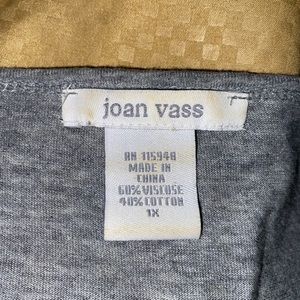 joan vass
RN 115948
MADE IN
CHINA
60%VISCOSE
40%COTTON
1X